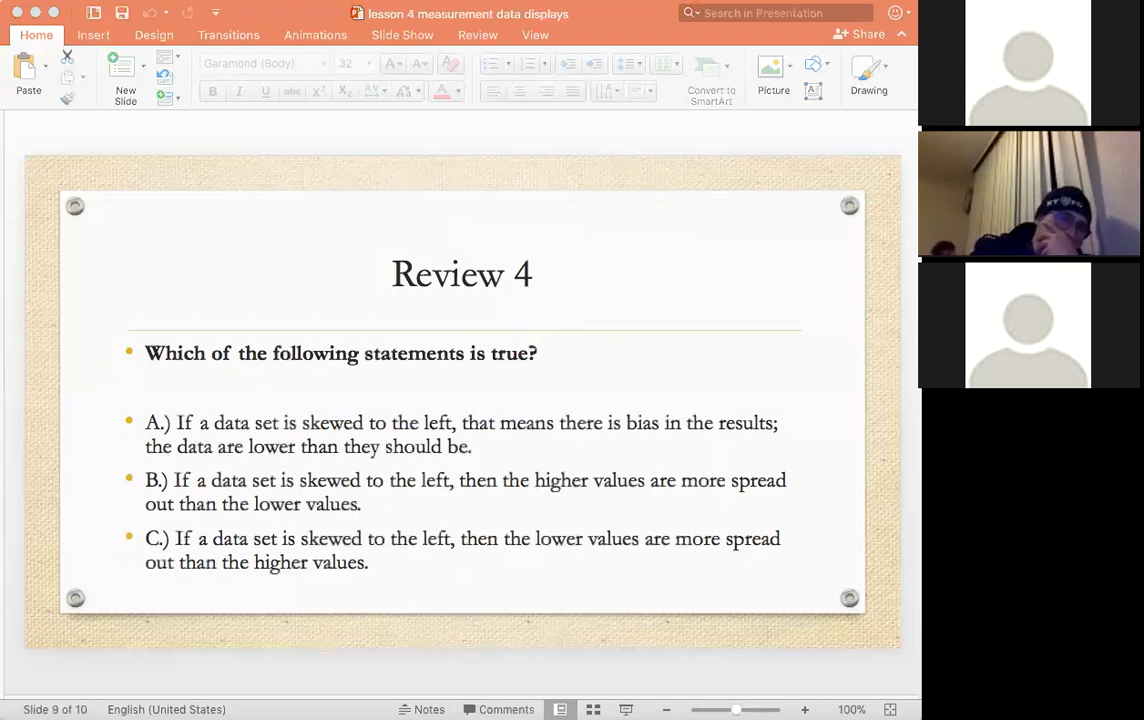 lesson 4 measurement data displays
Search in Presentation
Home Insert Design Transitions Animations Slide Show Review View Share
Garamond (Body) 32
Paste New Slide Convert to SmartArt Picture Drawing
Review 4
Which of the following statements is true?
A.) If a data set is skewed to the left, that means there is bias in the results;
the data are lower than they should be.
B.) If a data set is skewed to the left, then the higher values are more spread
out than the lower values.
C.) If a data set is skewed to the left, then the lower values are more spread
out than the higher values.
Slide 9 of 10 English (United States) Notes Comments 100%